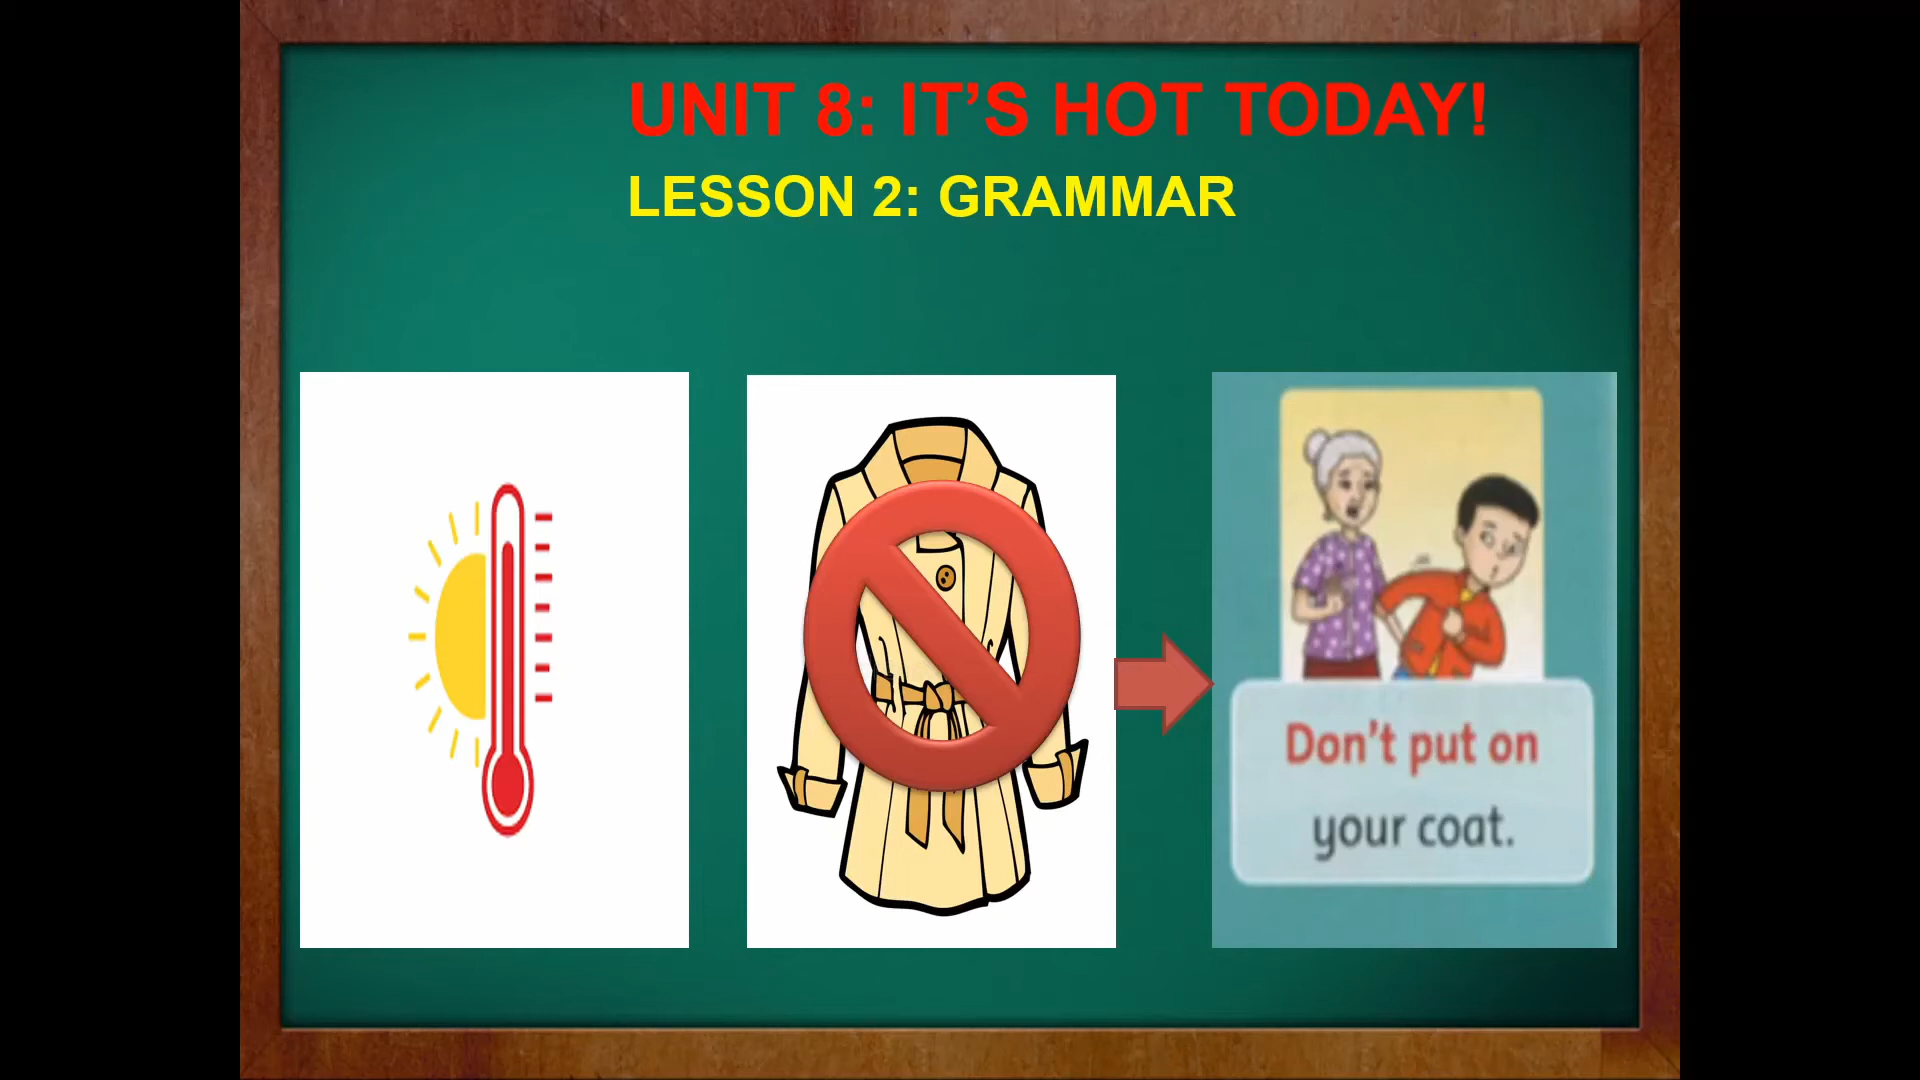 UNIT 8: IT’S HOT TODAY!
LESSON 2: GRAMMAR
Don't put on
your coat.